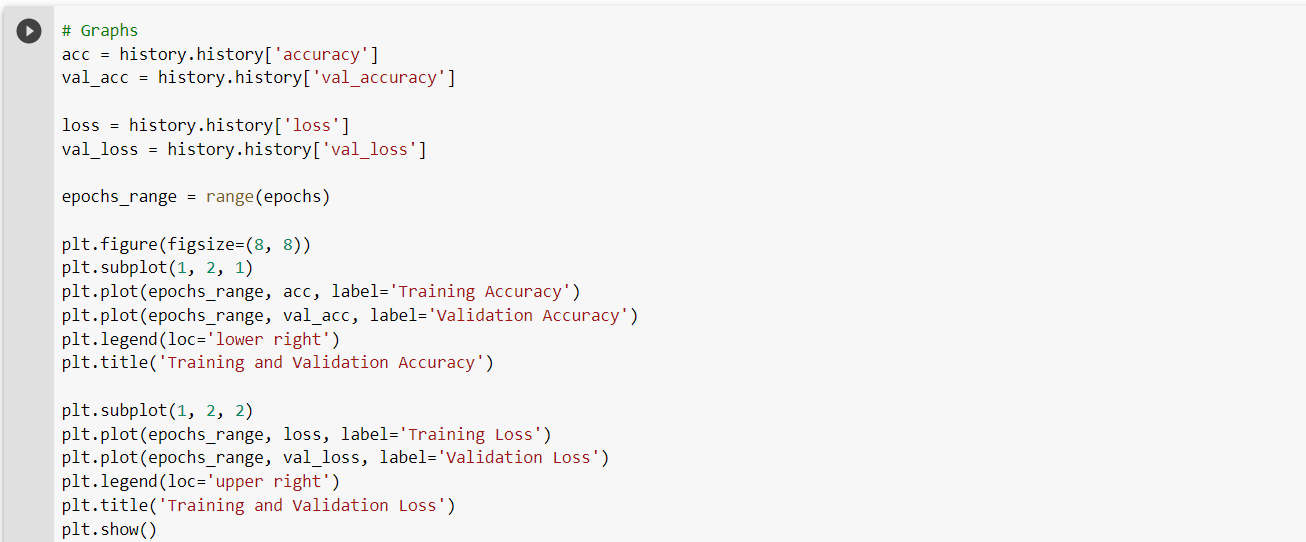 # Graphs
acc = history.history['accuracy']
val_acc = history.history['val_accuracy']
loss = history.history['loss']
val_loss = history.history['val_loss']
epochs_range = range(epochs)
plt.figure(figsize=(8, 8))
plt.subplot(1, 2, 1)
plt.plot(epochs_range, acc, label='Training Accuracy')
plt.plot(epochs_range, val_acc, label='Validation Accuracy')
plt.legend(loc='lower right')
plt.title('Training and Validation Accuracy')
plt.subplot(1, 2, 2)
plt.plot(epochs_range, loss, label='Training Loss')
plt.plot(epochs_range, val_loss, label='Validation Loss')
plt.legend(loc='upper right')
plt.title('Training and Validation Loss')
plt.show()